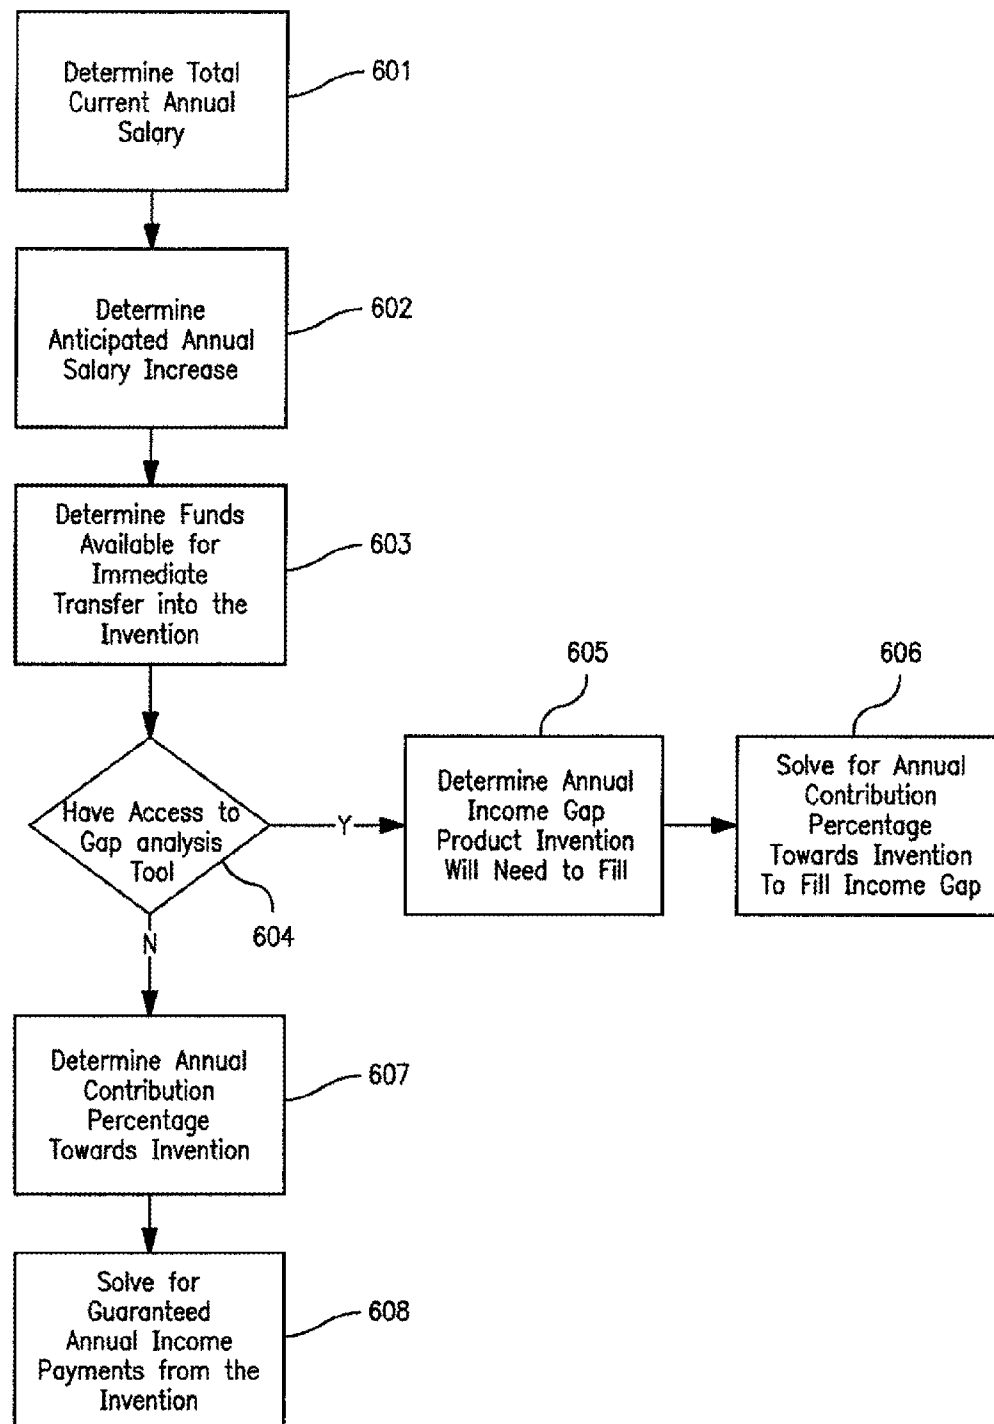 Determine Total
Current Annual
Salary
601
Determine
Anticipated Annual
Salary Increase
602
Determine Funds
Available for
Immediate
Transfer into the
Invention
603
Have Access to
Gap analysis
Tool
604
Y
N
605
Determine Annual
Income Gap
Product Invention
Will Need to Fill
606
Solve for Annual
Contribution
Percentage
Towards Invention
To Fill Income Gap
Determine Annual
Contribution
Percentage
Towards Invention
607
Solve for
Guaranteed
Annual Income
Payments from the
Invention
608